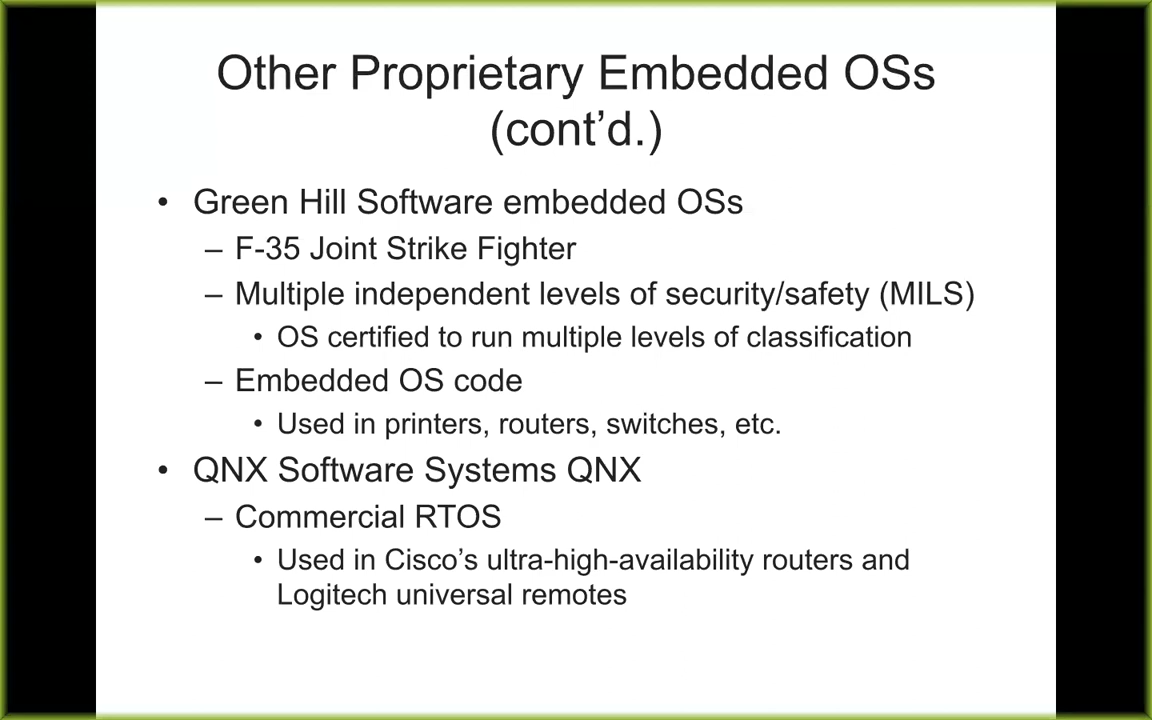 Other Proprietary Embedded OSs
(cont’d.)
• Green Hill Software embedded OSs
– F-35 Joint Strike Fighter
– Multiple independent levels of security/safety (MILS)
• OS certified to run multiple levels of classification
– Embedded OS code
• Used in printers, routers, switches, etc.
• QNX Software Systems QNX
– Commercial RTOS
• Used in Cisco’s ultra-high-availability routers and
Logitech universal remotes